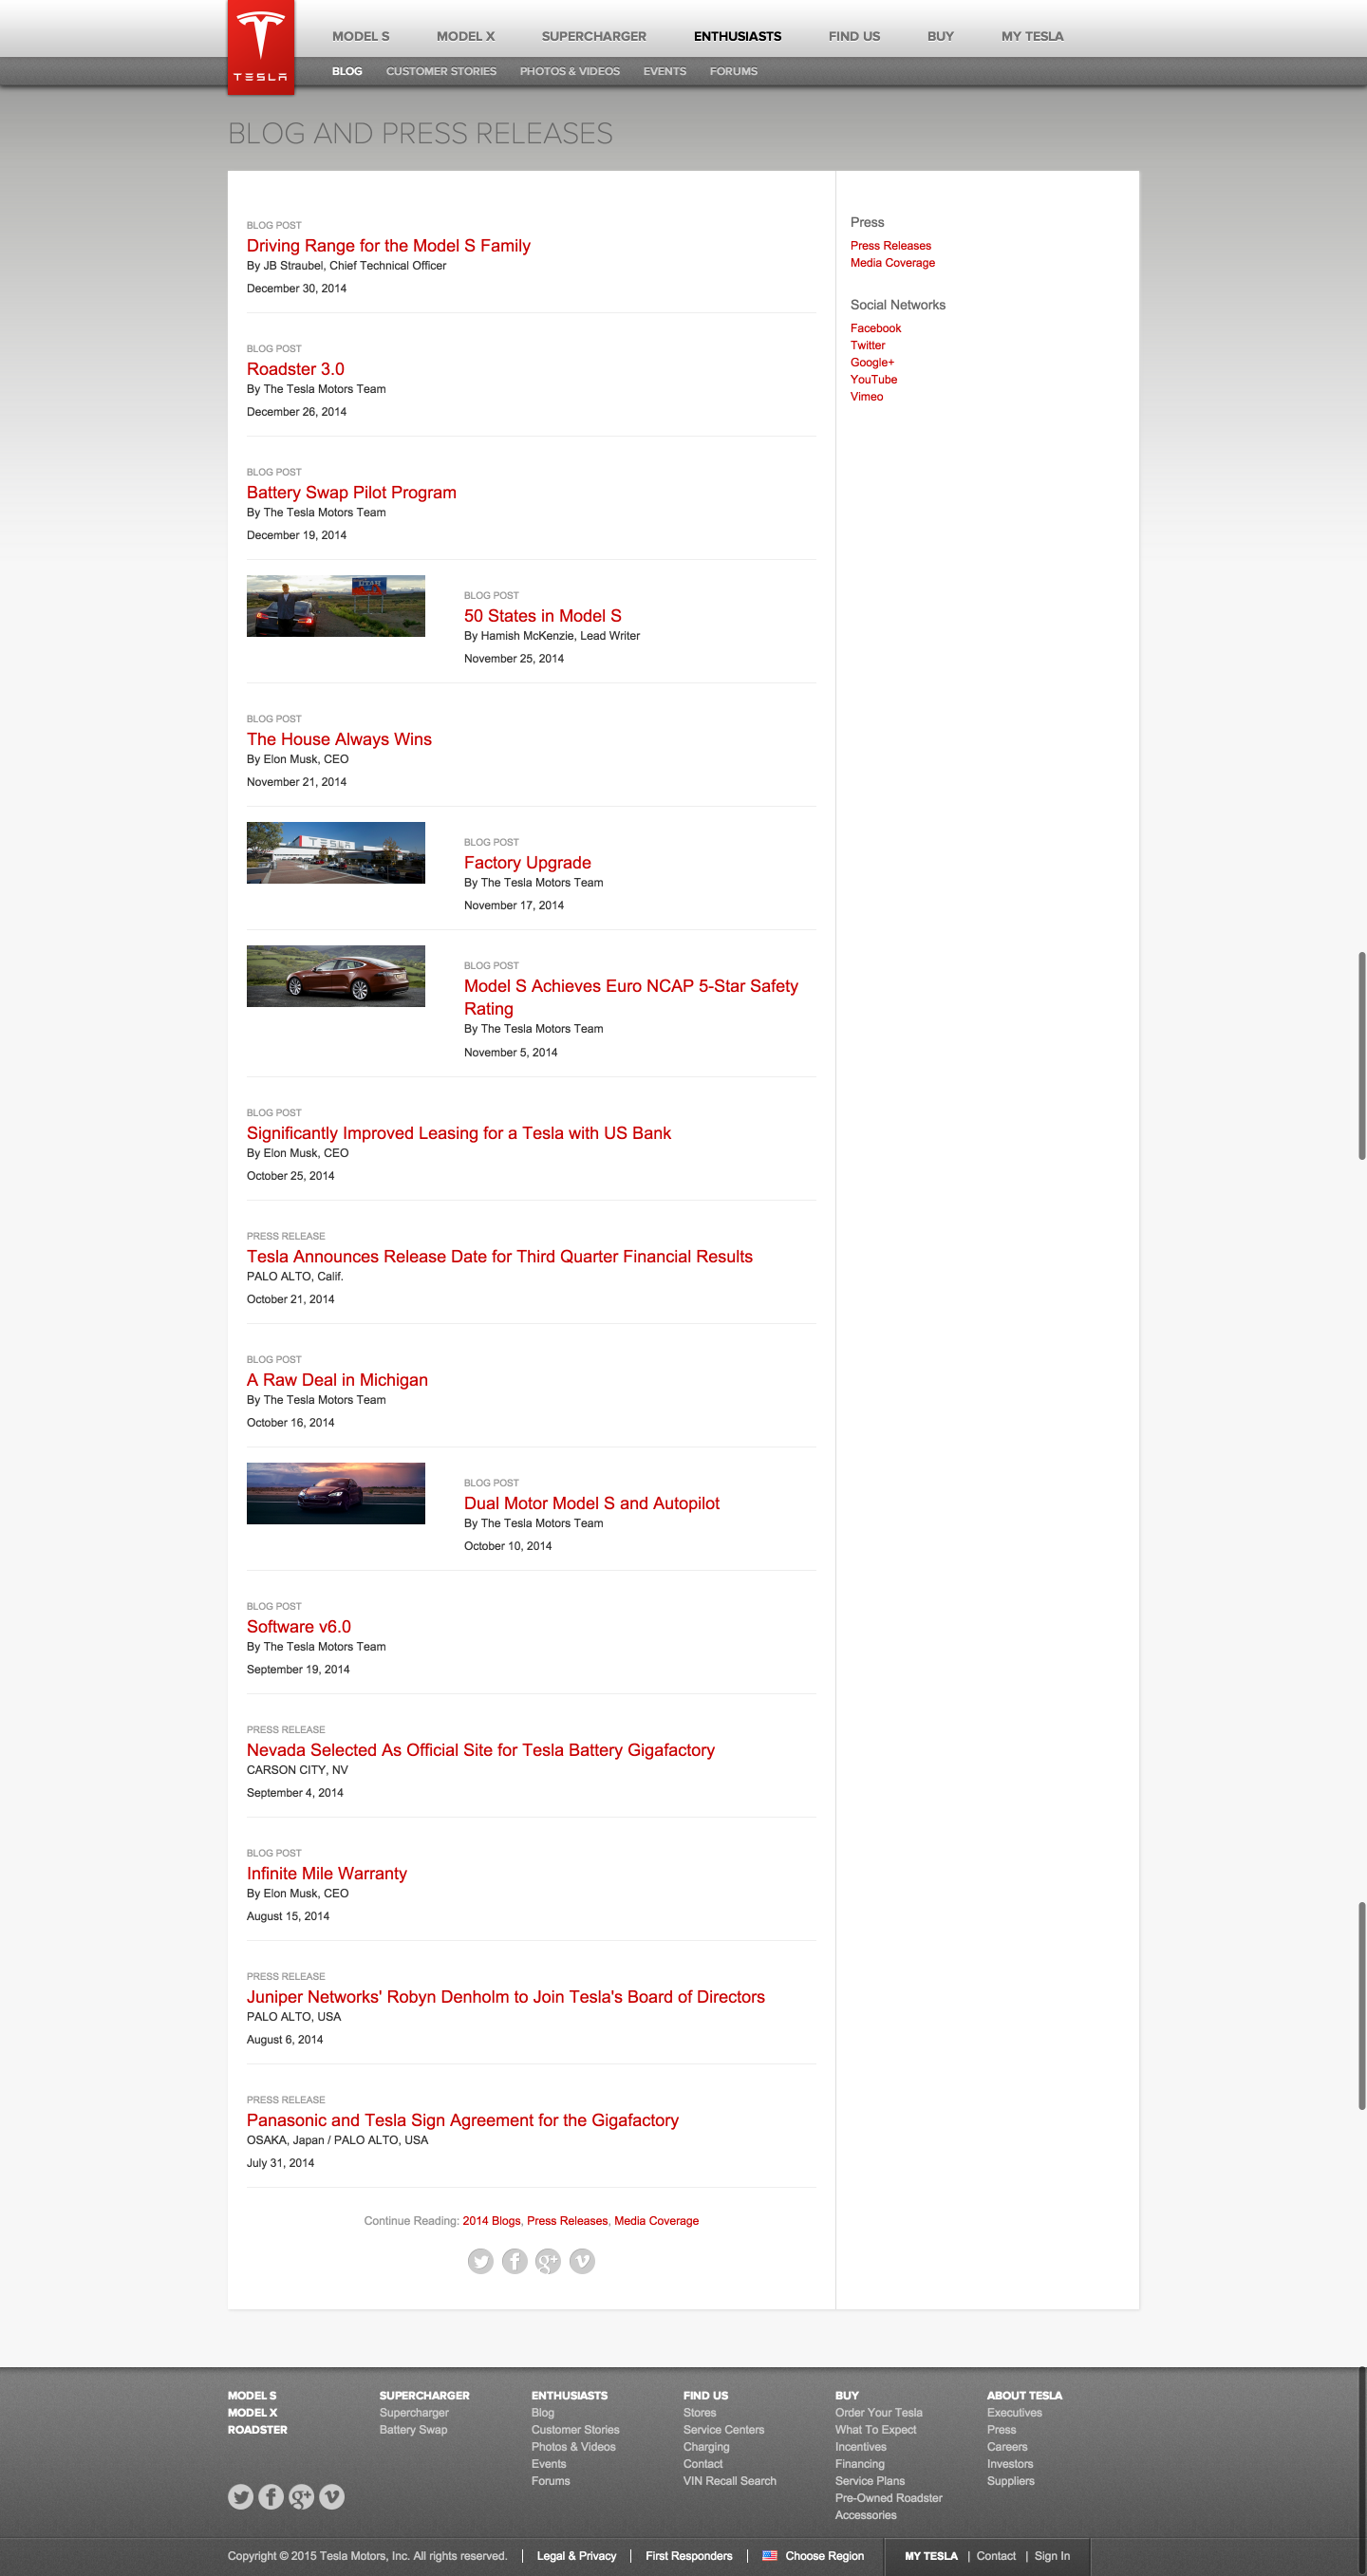 MODEL S MODEL X SUPERCHARGER ENTHUSIASTS FIND US BUY MY TESLA
TESLA
BLOG CUSTOMER STORIES PHOTOS & VIDEOS EVENTS FORUMS
BLOG AND PRESS RELEASES
BLOG POST
Driving Range for the Model S Family
By JB Straubel, Chief Technical Officer
December 30, 2014
BLOG POST
Roadster 3.0
By The Tesla Motors Team
December 26, 2014
BLOG POST
Battery Swap Pilot Program
By The Tesla Motors Team
December 19, 2014
UTAH
BLOG POST
50 States in Model S
By Hamish McKenzie, Lead Writer
November 25, 2014
BLOG POST
The House Always Wins
By Elon Musk, CEO
November 21, 2014
TESLA
BLOG POST
Factory Upgrade
By The Tesla Motors Team
November 17, 2014
BLOG POST
Model S Achieves Euro NCAP 5-Star Safety
Rating
By The Tesla Motors Team
November 5, 2014
BLOG POST
Significantly Improved Leasing for a Tesla with US Bank
By Elon Musk, CEO
October 25, 2014
PRESS RELEASE
Tesla Announces Release Date for Third Quarter Financial Results
PALO ALTO, Calif.
October 21, 2014
BLOG POST
A Raw Deal in Michigan
By The Tesla Motors Team
October 16, 2014
BLOG POST
Dual Motor Model S and Autopilot
By The Tesla Motors Team
October 10, 2014
BLOG POST
Software v6.0
By The Tesla Motors Team
September 19, 2014
PRESS RELEASE
Nevada Selected As Official Site for Tesla Battery Gigafactory
CARSON CITY, NV
September 4, 2014
BLOG POST
Infinite Mile Warranty
By Elon Musk, CEO
August 15, 2014
PRESS RELEASE
Juniper Networks' Robyn Denholm to Join Tesla's Board of Directors
PALO ALTO, USA
August 6, 2014
PRESS RELEASE
Panasonic and Tesla Sign Agreement for the Gigafactory
OSAKA, Japan / PALO ALTO, USA
July 31, 2014
Continue Reading: 2014 Blogs, Press Releases, Media Coverage
Press
Press Releases
Media Coverage
Social Networks
Facebook
Twitter
Google+
YouTube
Vimeo
MODEL S
MODEL X
ROADSTER
SUPERCHARGER
Supercharger
Battery Swap
ENTHUSIASTS
Blog
Customer Stories
Photos & Videos
Events
Forums
FIND US
Stores
Service Centers
Charging
Contact
VIN Recall Search
BUY
Order Your Tesla
What To Expect
Incentives
Financing
Service Plans
Pre-Owned Roadster
Accessories
ABOUT TESLA
Executives
Press
Careers
Investors
Suppliers
Copyright © 2015 Tesla Motors, Inc. All rights reserved. | Legal & Privacy | First Responders | Choose Region MY TESLA | Contact | Sign In